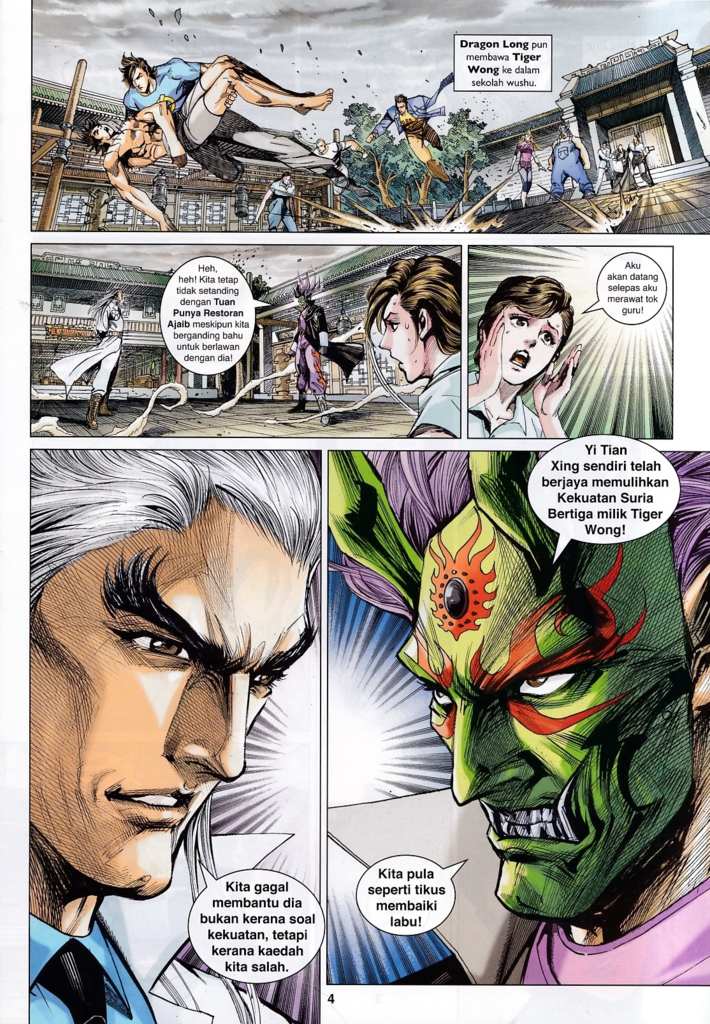 Dragon Long pun
membawa Tiger
Wong ke dalam
sekolah wushu.
Heh,
heh! Kita tetap
tidak setanding
dengan Tuan
Punya Restoran
Ajaib meskipun kita
berganding bahu
untuk berlawan
dengan dia!
Aku
akan datang
selepas aku
merawat tok
guru!
Yi Tian
Xing sendiri telah
berjaya memulihkan
Kekuatan Suria
Bertiga milik Tiger
Wong!
Kita gagal
membantu dia
bukan kerana soal
kekuatan, tetapi
kerana kaedah
kita salah.
Kita pula
seperti tikus
membaiki
labu!
4